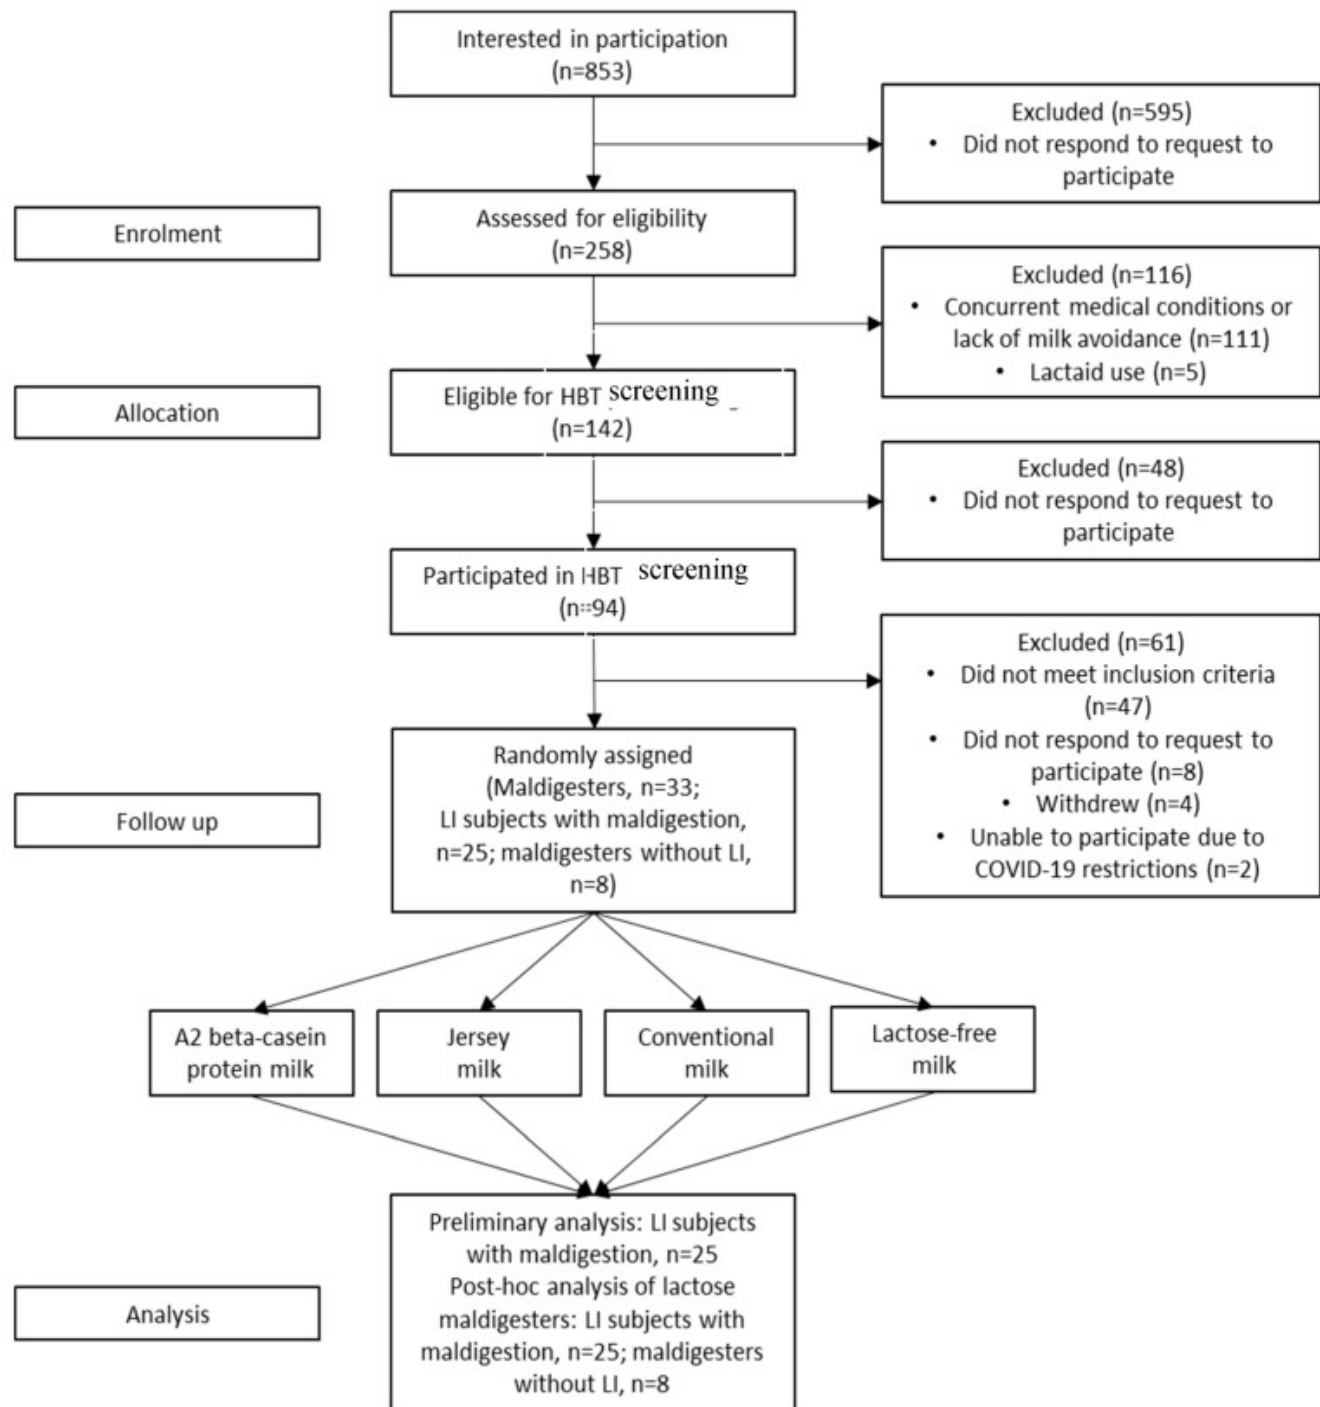 Interested in participation
(n=853)
Excluded (n=595)
• Did not respond to request to
participate
Enrolment
Assessed for eligibility
(n=258)
Excluded (n=116)
• Concurrent medical conditions or
lack of milk avoidance (n=111)
• Lactaid use (n=5)
Allocation
Eligible for HBT screening
(n=142)
Excluded (n=48)
• Did not respond to request to
participate
Participated in HBT screening
(n=94)
Excluded (n=61)
• Did not meet inclusion criteria
(n=47)
• Did not respond to request to
participate (n=8)
• Withdrew (n=4)
• Unable to participate due to
COVID-19 restrictions (n=2)
Follow up
Randomly assigned
(Maldigesters, n=33;
LI subjects with maldigestion,
n=25; maldigesters without LI,
n=8)
A2 beta-casein
protein milk
Jersey
milk
Conventional
milk
Lactose-free
milk
Analysis
Preliminary analysis: LI subjects
with maldigestion, n=25
Post-hoc analysis of lactose
maldigesters: LI subjects with
maldigestion, n=25; maldigesters
without LI, n=8